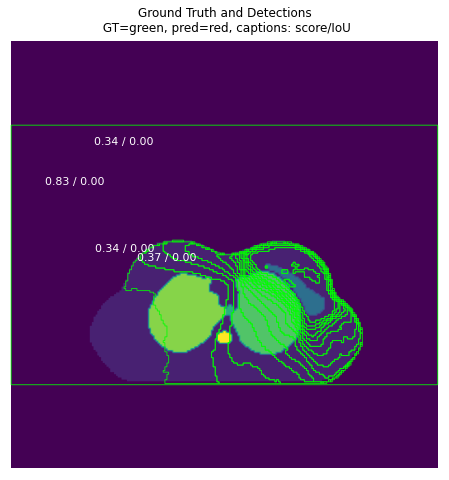 Ground Truth and Detections
GT=green, pred=red, captions: score/IoU
0.34 / 0.00
0.83 / 0.00
0.34 / 0.00
0.37 / 0.00